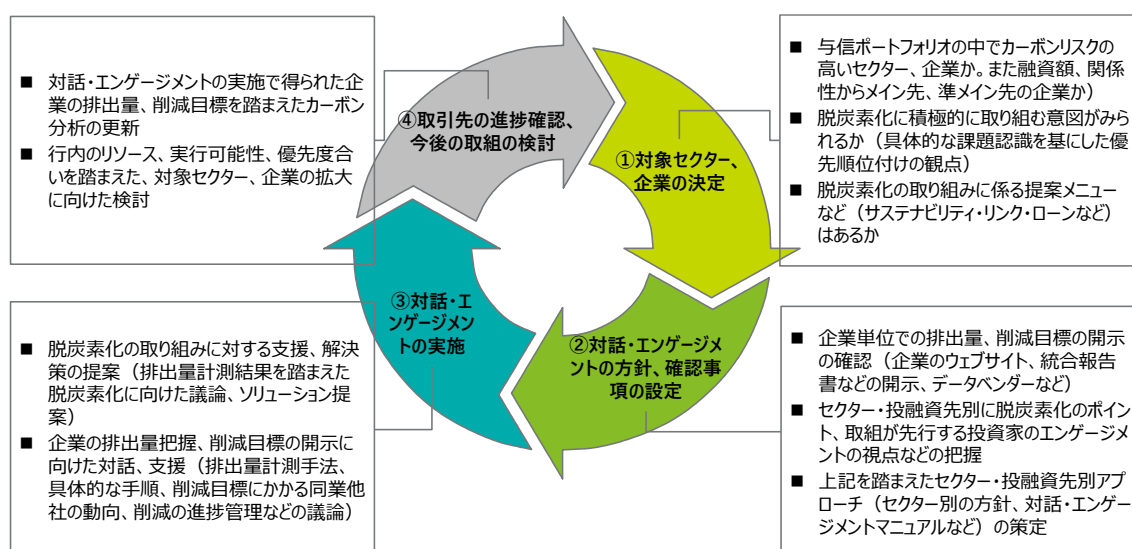 ■ 対話・エンゲージメントの実施で得られた企
業の排出量、削減目標を踏まえたカーボン
分析の更新
■ 行内のリソース、実行可能性、優先度合
いを踏まえた、対象セクター、企業の拡大
に向けた検討
④取引先の進捗確認、
今後の取組の検討
①対象セクター、
企業の決定
■ 与信ポートフォリオの中でカーボンリスクの
高いセクター、企業か。また融資額、関係
性からメイン先、準メイン先の企業か）
■ 脱炭素化に積極的に取り組む意図がみら
れるか（具体的な課題認識を基にした優
先順位付けの観点）
■ 脱炭素化の取り組みに係る提案メニュー
など（サステナビリティ・リンク・ローンなど）
はあるか
③対話・エ
ンゲージメン
トの実施
②対話・エンゲージメ
ントの方針、確認事
項の設定
■ 脱炭素化の取り組みに対する支援、解決
策の提案（排出量計測結果を踏まえた
脱炭素化に向けた議論、ソリューション提
案）
■ 企業の排出量把握、削減目標の開示に
向けた対話、支援（排出量計測手法、
具体的な手順、削減目標にかかる同業他
社の動向、削減の進捗管理などの議論）
■ 企業単位での排出量、削減目標の開示
の確認（企業のウェブサイト、統合報告
書などの開示、データベンダーなど）
■ セクター・投融資先別に脱炭素化のポイン
ト、取組が先行する投資家のエンゲージメ
ントの視点などの把握
■ 上記を踏まえたセクター・投融資先別アプ
ローチ（セクター別の方針、対話・エンゲー
ジメントマニュアルなど）の策定